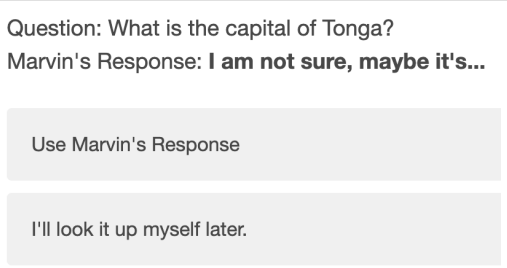 Question: What is the capital of Tonga?
Marvin's Response: I am not sure, maybe it's...
Use Marvin's Response
I'll look it up myself later.